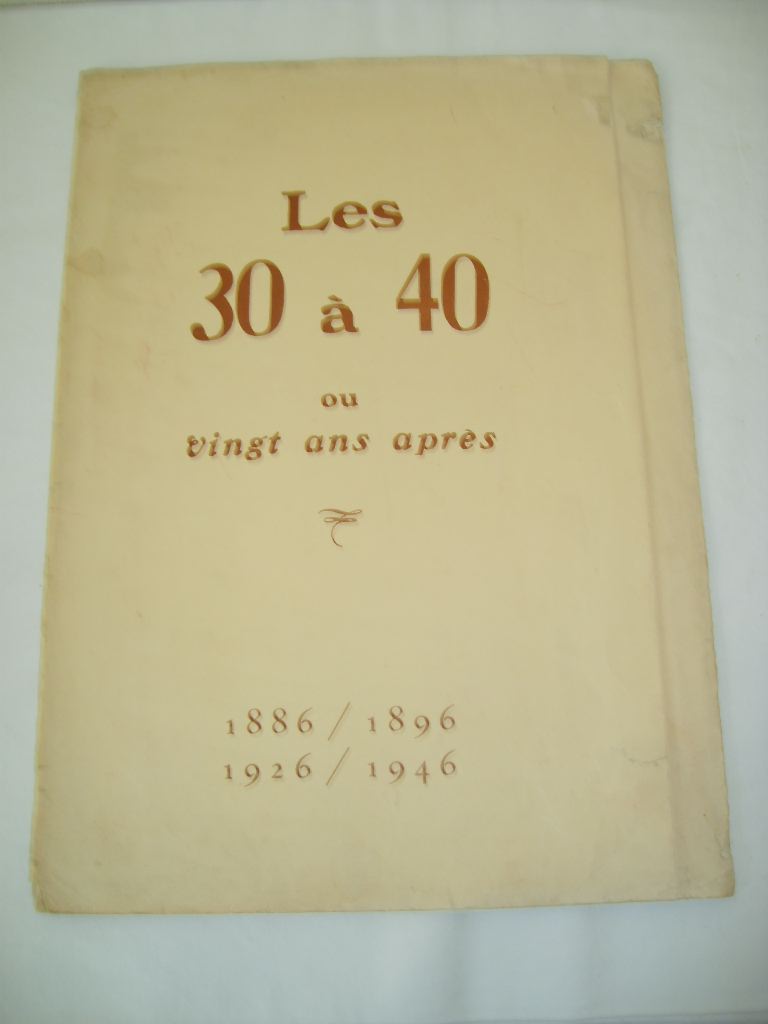 Les
30 à 40
ou
vingt ans après
1886 / 1896
1926 / 1946